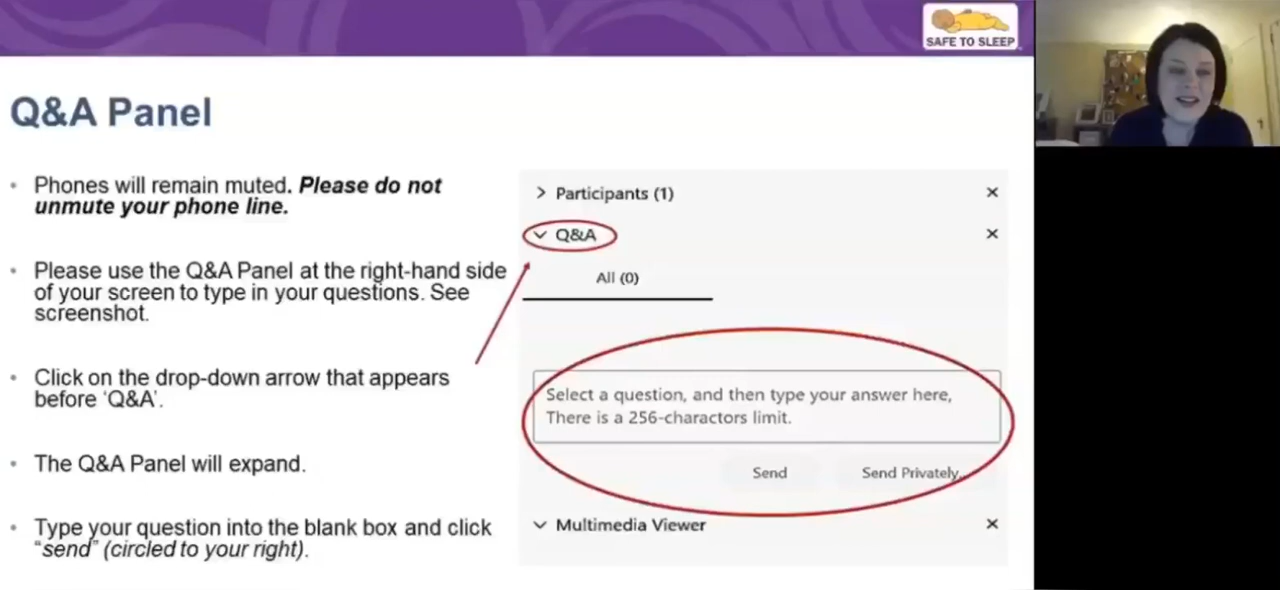 SAFE TO SLEEP
Q&A Panel
• Phones will remain muted. Please do not
unmute your phone line.
• Please use the Q&A Panel at the right-hand side
of your screen to type in your questions. See
screenshot.
• Click on the drop-down arrow that appears
before ‘Q&A’.
• The Q&A Panel will expand.
• Type your question into the blank box and click
“send” (circled to your right).
Participants (1)
Q&A
All (0)
Select a question, and then type your answer here,
There is a 256-charactors limit.
Send
Send Privately...
Multimedia Viewer